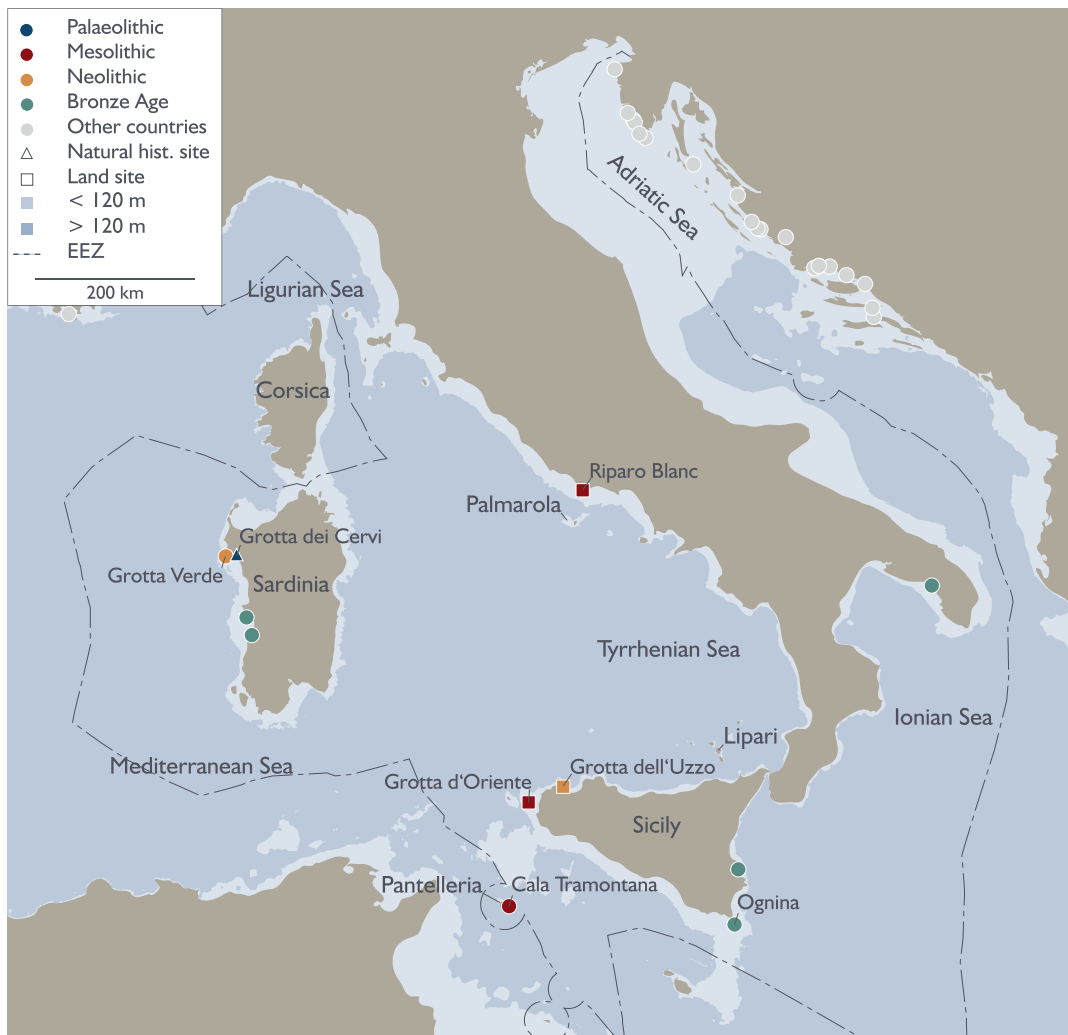 Palaeolithic
Mesolithic
Neolithic
Bronze Age
Other countries
Natural hist. site
Land site
< 120 m
> 120 m
EEZ
200 km
Adriatic Sea
Ligurian Sea
Corsica
Riparo Blanc
Palmarola
Grotta dei Cervi
Grotta Verde
Sardinia
Tyrrhenian Sea
Ionian Sea
Lipari
Mediterranean Sea
Grotta dell‘Uzzo
Grotta d‘Oriente
Sicily
Pantelleria
Cala Tramontana
Ognina